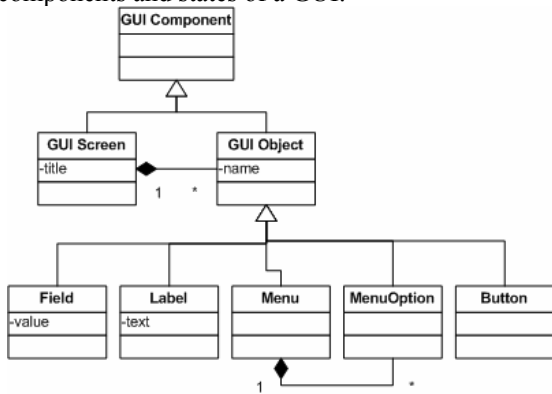 components and states of a GUI.
GUI Component
GUI Screen
-title
GUI Object
-name
1
*
Field
-value
Label
-text
Menu
MenuOption
Button
1
*